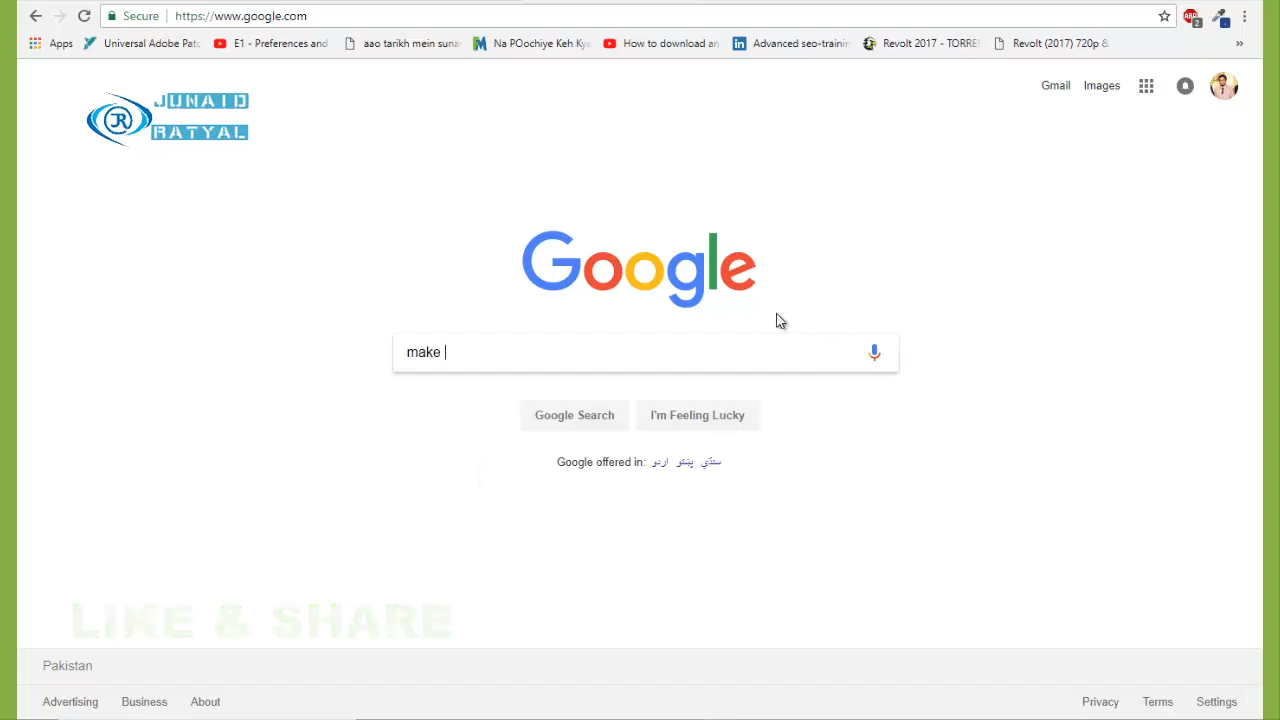 Secure https://www.google.com
Apps Universal Adobe Patc E1 - Preferences and aao tarikh mein suna Na POochiye Keh Kya How to download an Advanced seo-trainin Revolt 2017 - TORRE Revolt (2017) 720p & »
Gmail Images
JUNAID
JR RATYAL
Google
make
Google Search I'm Feeling Lucky
Google offered in: اردو پښتو سنڌي
LIKE & SHARE
Pakistan
Advertising Business About Privacy Terms Settings